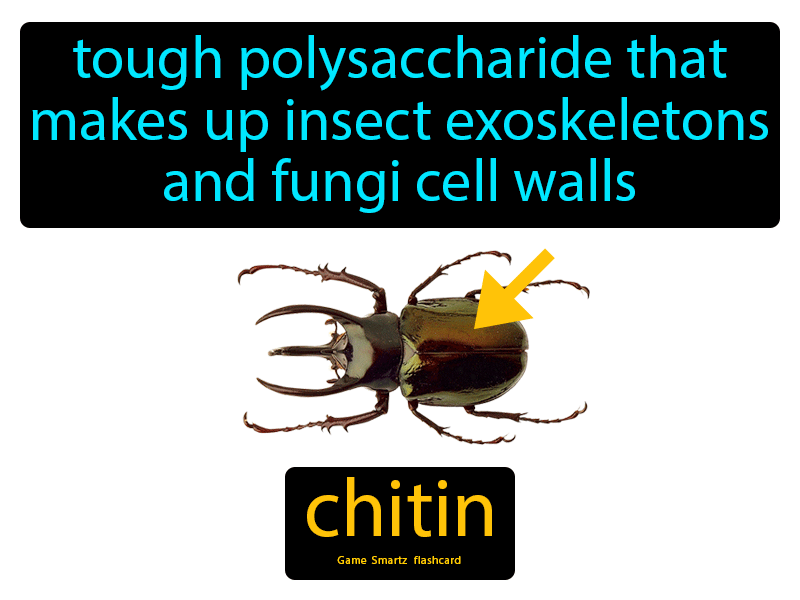 tough polysaccharide that
makes up insect exoskeletons
and fungi cell walls
chitin
Game Smartz flashcard